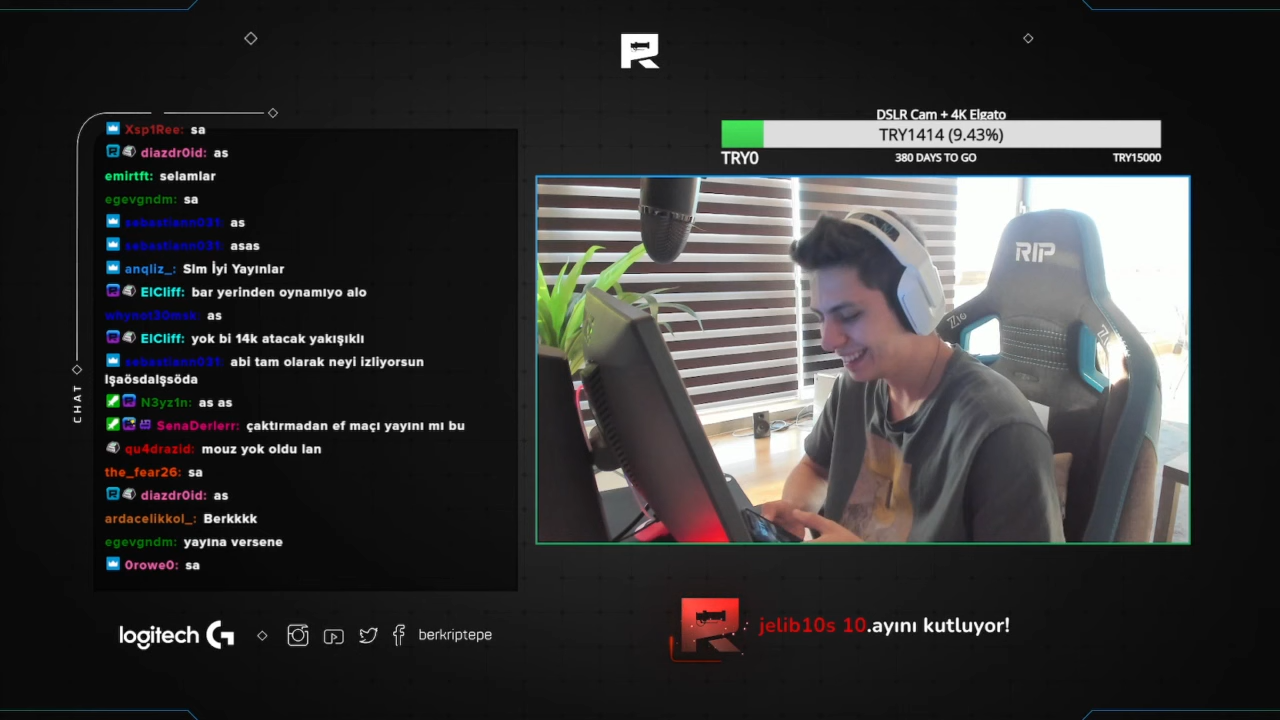 Xsp1Ree: sa
diazdr0id: as
emirtft: selamlar
egevgndm: sa
sebastiann031: as
sebastiann031: asas
anqliz_: Slm İyi Yayınlar
ElCliff: bar yerinden oynamıyo alo
whynot30msk: as
ElCliff: yok bi 14k atacak yakışıklı
sebastiann031: abi tam olarak neyi izliyorsun
lşaösdalşsöda
N3yz1n: as as
SenaDerlerr: çaktırmadan ef maçı yayını mı bu
qu4drazid: mouz yok oldu lan
the_fear26: sa
diazdr0id: as
ardacelikkol_: Berkkkk
egevgndm: yayına versene
0rowe0: sa
CHAT
logitech G
berkriptepe
R
DSLR Cam + 4K Elgato
TRY1414 (9.43%)
TRY0
380 DAYS TO GO
TRY15000
RIP
jelib10s 10.ayını kutluyor!